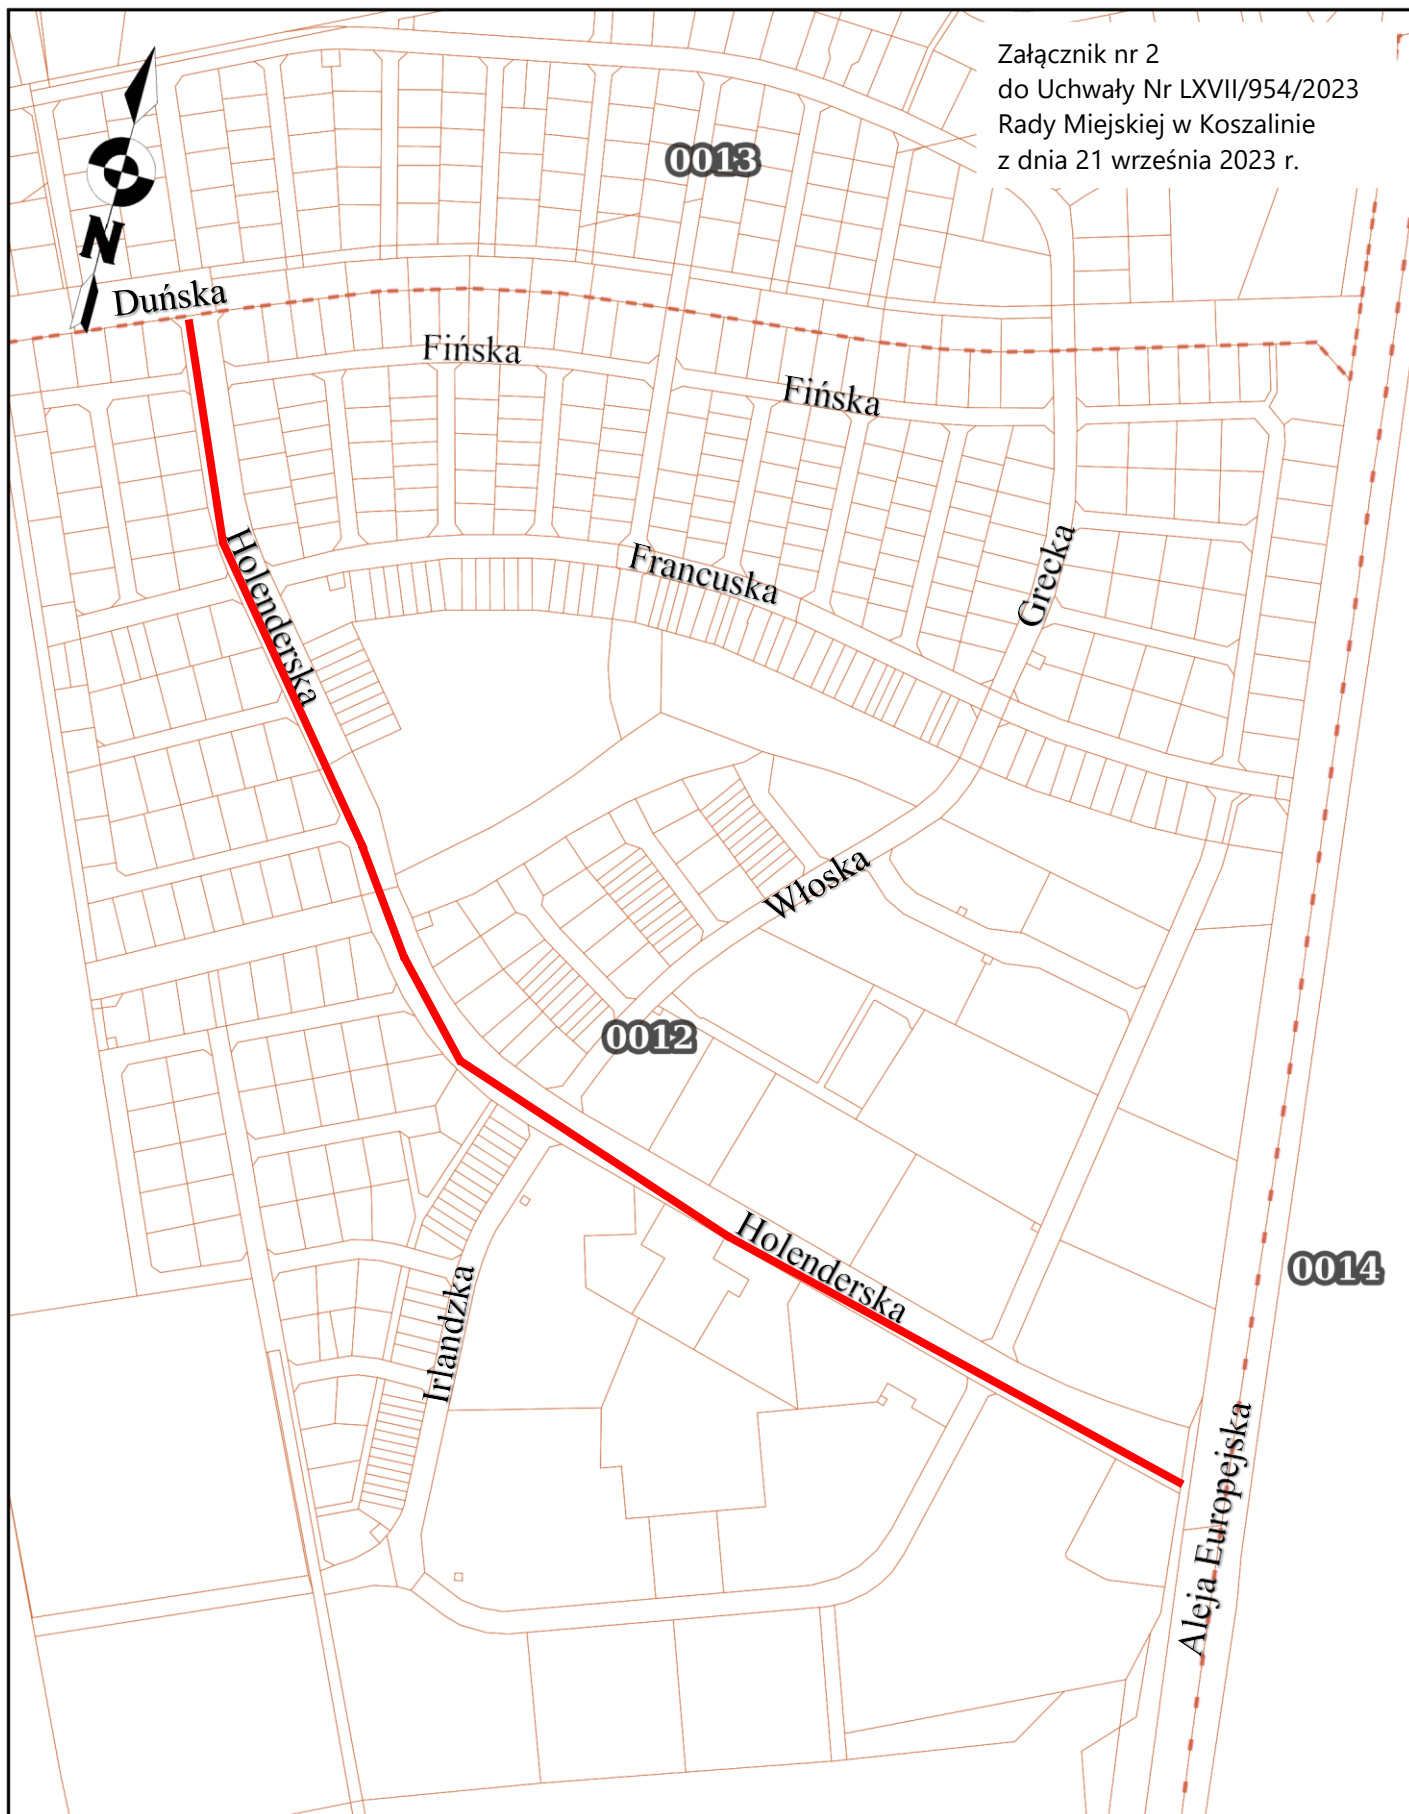 Załącznik nr 2
do Uchwały Nr LXVII/954/2023
Rady Miejskiej w Koszalinie
z dnia 21 września 2023 r.
0013
N
Duńska
Fińska
Fińska
Holenderska
Francuska
Grecka
Włoska
0012
Holenderska
0014
Irlandzka
Aleja Europejska